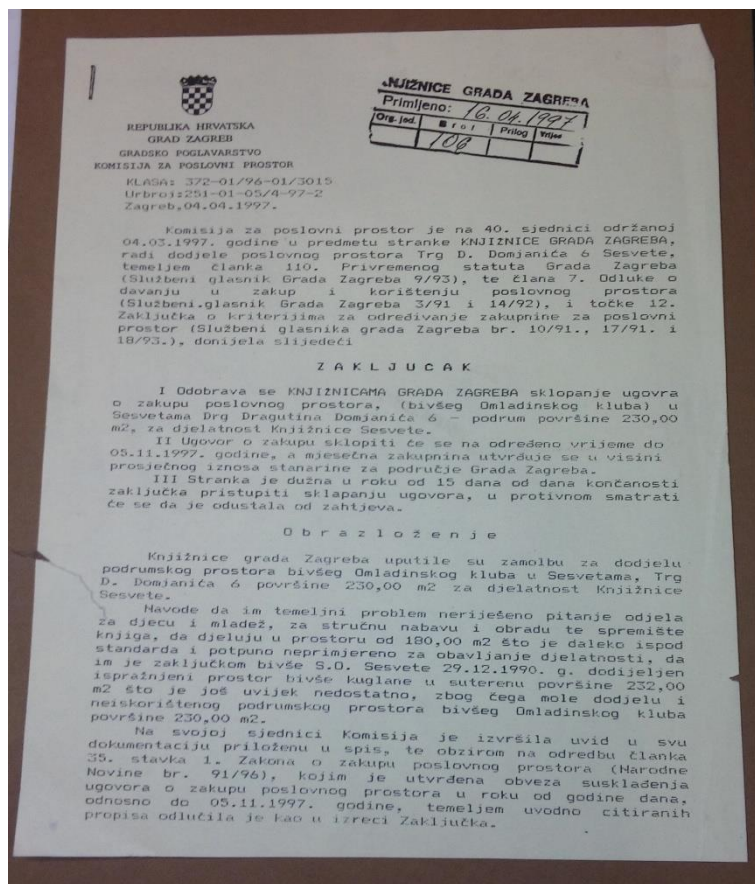 KNJIŽNICE GRADA ZAGREBA
Primljeno: 16.04.1997
Org. jed. Broj Prilog Vrijed
106
REPUBLIKA HRVATSKA
GRAD ZAGREB
GRADSKO POGLAVARSTVO
KOMISIJA ZA POSLOVNI PROSTOR
KLASA: 372-01/96-01/3015
Urbroj:251-01-05/4-97-2
Zagreb,04.04.1997.
Komisija za poslovni prostor je na 40. sjednici održanoj
04.03.1997. godine u predmetu stranke KNJIŽNICE GRADA ZAGREBA,
radi dodjele poslovnog prostora Trg D. Domjanića 6 Sesvete,
temeljem članka 110. Privremenog statuta Grada Zagreba
(Službeni glasnik Grada Zagreba 9/93), te člana 7. Odluke o
davanju u zakup i korištenju poslovnog prostora
(Službeni.glasnik Grada Zagreba 3/91 i 14/92), i točke 12.
Zaključka o kriterijima za određivanje zakupnine za poslovni
prostor (Službeni glasnika grada Zagreba br. 10/91., 17/91. i
18/93.), donijela slijedeći
Z A K L J U C A K
I Odobrava se KNJIŽNICAMA GRADA ZAGREBA sklopanje ugovra
o zakupu poslovnog prostora, (bivšeg Omladinskog kluba) u
Sesvetama Drg Dragutina Domjanića 6 - podrum površine 230,00
m2, za djelatnost Knjižnice Sesvete.
II Ugovor o zakupu sklopiti će se na određeno vrijeme do
05.11.1997. godine, a mjesečna zakupnina utvrđuje se u visini
prosječnog iznosa stanarine za područje Grada Zagreba.
III Stranka je dužna u roku od 15 dana od dana končanosti
zaključka pristupiti sklapanju ugovora, u protivnom smatrati
će se da je odustala od zahtjeva.
O b r a z l o ž e n j e
Knjižnice grada Zagreba uputile su zamolbu za dodjelu
podrumskog prostora bivšeg Omladinskog kluba u Sesvetama, Trg
D. Domjanića 6 površine 230,00 m2 za djelatnost Knjižnice
Sesvete.
Navode da im temeljni problem neriješeno pitanje odjela
za djecu i mladež, za stručnu nabavu i obradu te spremište
knjiga, da djeluju u prostoru od 180,00 m2 što je daleko ispod
standarda i potpuno neprimjereno za obavljanje djelatnosti, da
im je zaključkom bivše S.O. Sesvete 29.12.1990. g. dodijeljen
ispražnjeni prostor bivše kuglane u suterenu površine 232,00
m2 što je još uvijek nedostatno, zbog čega mole dodjelu i
neiskorištenog podrumskog prostora bivšeg Omladinskog kluba
površine 230,00 m2.
Na svojoj sjednici Komisija je izvršila uvid u svu
dokumentaciju priloženu u spis, te obzirom na odredbu članka
35. stavka 1. Zakona o zakupu poslovnog prostora (Narodne
Novine br. 91/96), kojim je utvrđena obveza suskladenja
ugovora o zakupu poslovnog prostora u roku od godine dana,
odnosno do 05.11.1997. godine, temeljem uvodno citiranih
propisa odlučila je kao u izreci Zaključka.